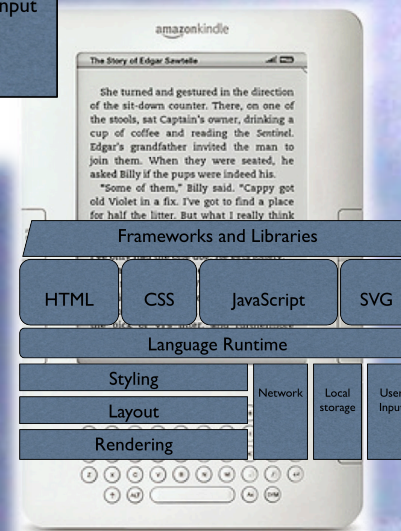 nput
amazonkindle
The Story of Edgar Sawtelle
She turned and gestured in the direction
of the sit-down counter. There, on one of
the stools, sat Captain's owner, drinking a
cup of coffee and reading the Sentinel.
Edgar's grandfather invited the man to
join them. When they were seated, he
asked Billy if the pups were indeed his.
"Some of them," Billy said. "Cappy got
old Violet in a fix. I've got to find a place
for half the litter. But what I really think
Frameworks and Libraries
HTML
CSS
JavaScript
SVG
Language Runtime
Styling
Network
Local
storage
User
Input
Layout
Rendering
ALT
SYM